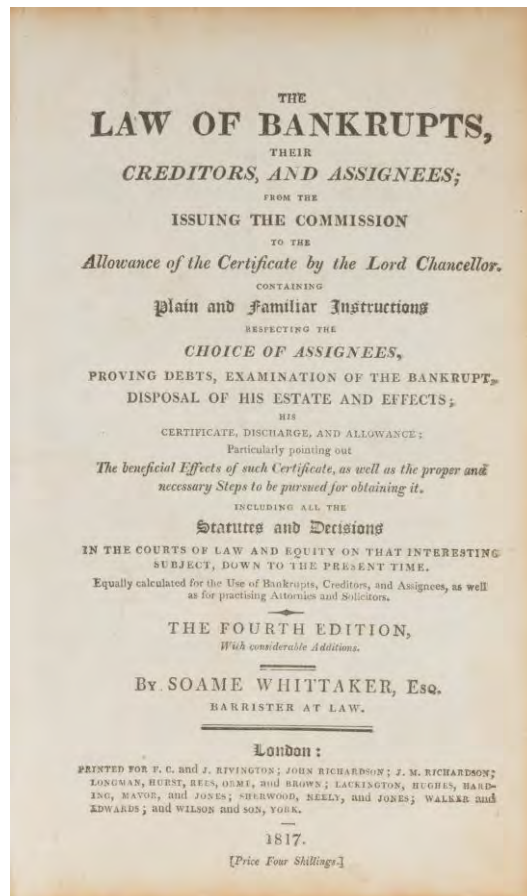 THE
LAW OF BANKRUPTS,
THEIR
CREDITORS, AND ASSIGNEES;
FROM THE
ISSUING THE COMMISSION
TO THE
Allowance of the Certificate by the Lord Chancellor.
CONTAINING
Plain and Familiar Instructions
RESPECTING THE
CHOICE OF ASSIGNEES,
PROVING DEBTS, EXAMINATION OF THE BANKRUPT,
DISPOSAL OF HIS ESTATE AND EFFECTS;
HIS
CERTIFICATE, DISCHARGE, AND ALLOWANCE;
Particularly pointing out
The beneficial Effects of such Certificate, as well as the proper and
necessary Steps to be pursued for obtaining it.
INCLUDING ALL THE
Statutes and Decisions
IN THE COURTS OF LAW AND EQUITY ON THAT INTERESTING
SUBJECT, DOWN TO THE PRESENT TIME.
Equally calculated for the Use of Bankrupts, Creditors, and Assignees, as well
as for practising Attornies and Solicitors.
THE FOURTH EDITION,
With considerable Additions.
BY SOAME WHITTAKER, ESQ.
BARRISTER AT LAW.
London:
PRINTED FOR F. C. and J. RIVINGTON; JOHN RICHARDSON; J. M. RICHARDSON;
LONGMAN, HURST, REES, ORME, and BROWN; LACKINGTON, HUGHES, HARD-
ING, MAVOR, and JONES; SHERWOOD, NEELY, and JONES; WALKER and
EDWARDS; and WILSON and SON, YORK.
1817.
[Price Four Shillings.]